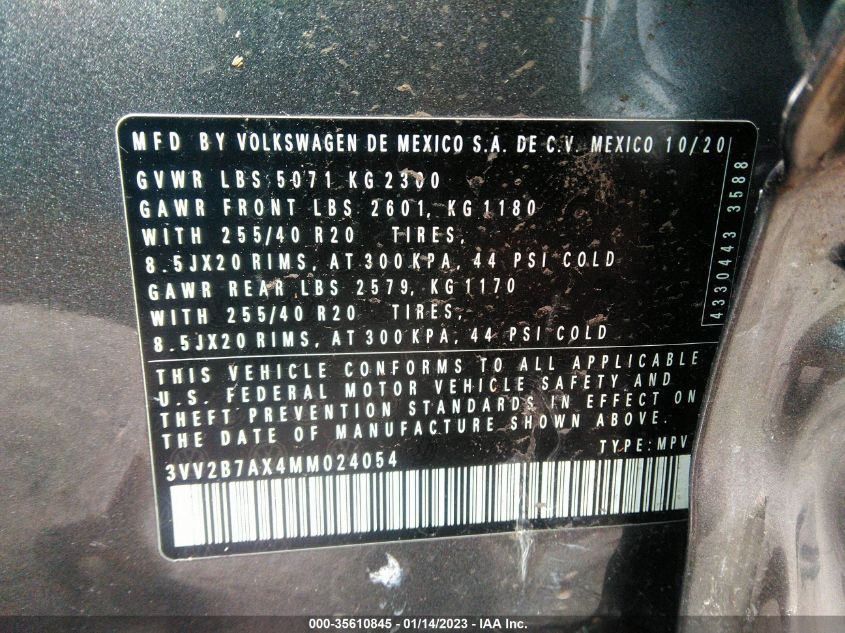 MFD BY VOLKSWAGEN DE MEXICO S.A. DE C.V. MEXICO 10/20
GVWR LBS 5071 KG 2300
GAWR FRONT LBS 2601, KG 1180
WITH 255/40 R20 TIRES,
8.5JX20 RIMS, AT 300 KPA, 44 PSI COLD
GAWR REAR LBS 2579, KG 1170
WITH 255/40 R20 TIRES,
8.5JX20 RIMS, AT 300 KPA, 44 PSI COLD
4330443 3588
THIS VEHICLE CONFORMS TO ALL APPLICABLE
U.S. FEDERAL MOTOR VEHICLE SAFETY AND
THEFT PREVENTION STANDARDS IN EFFECT ON
THE DATE OF MANUFACTURE SHOWN ABOVE.
3VV2B7AX4MM024054 TYPE: MPV
000-35610845 - 01/14/2023 - IAA Inc.